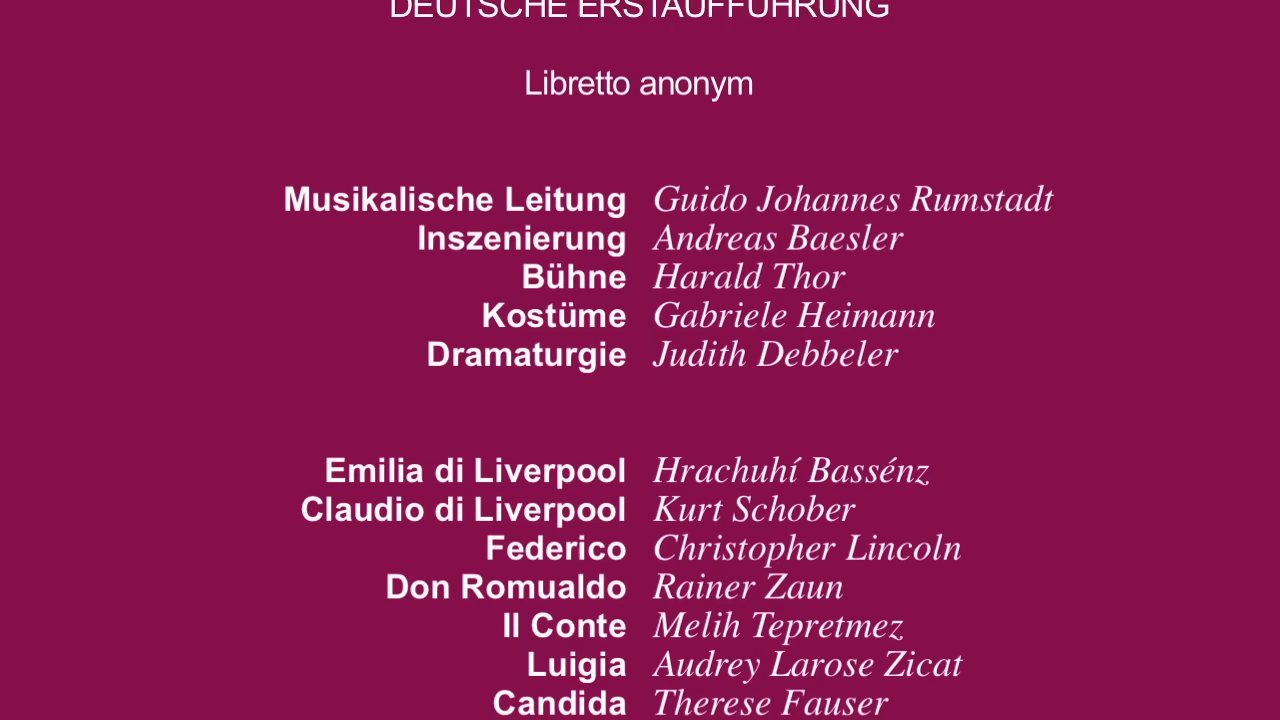 DEUTSCHE ERSTAUFFÜHRUNG
Libretto anonym
Musikalische Leitung Guido Johannes Rumstadt
Inszenierung Andreas Baesler
Bühne Harald Thor
Kostüme Gabriele Heimann
Dramaturgie Judith Debbeler
Emilia di Liverpool Hrachuhí Bassénz
Claudio di Liverpool Kurt Schober
Federico Christopher Lincoln
Don Romualdo Rainer Zaun
Il Conte Melih Tepretmez
Luigia Audrey Larose Zicat
Candida Therese Fauser